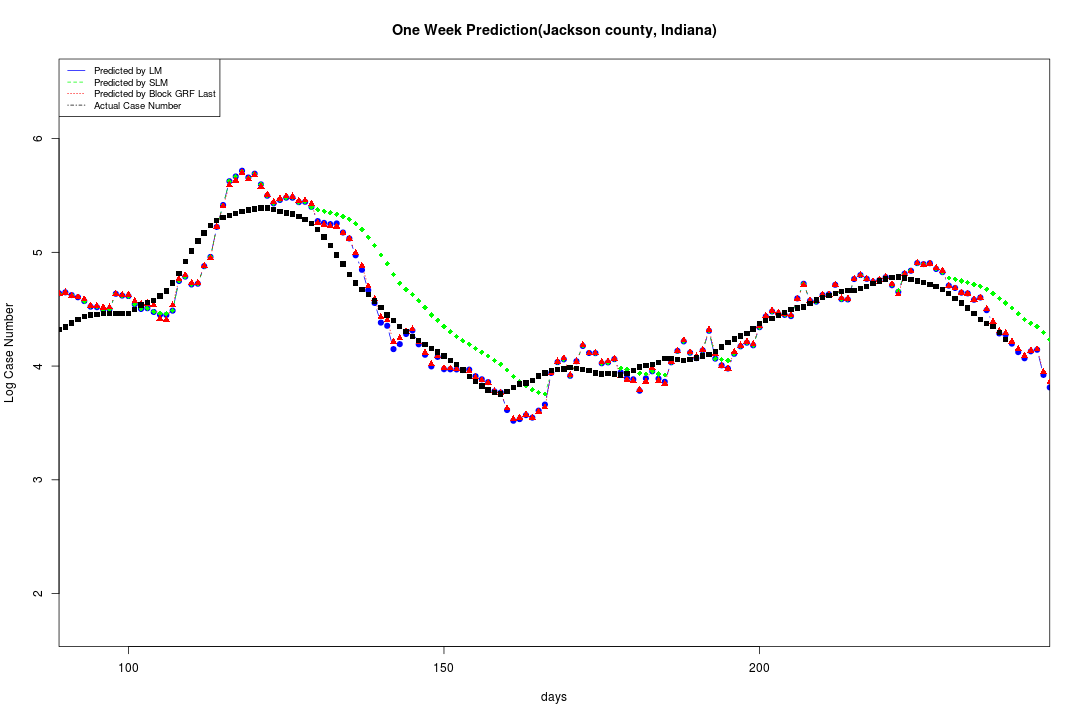 One Week Prediction(Jackson county, Indiana)
Predicted by LM
Predicted by SLM
Predicted by Block GRF Last
Actual Case Number
6
5
4
3
2
Log Case Number
100
150
200
days